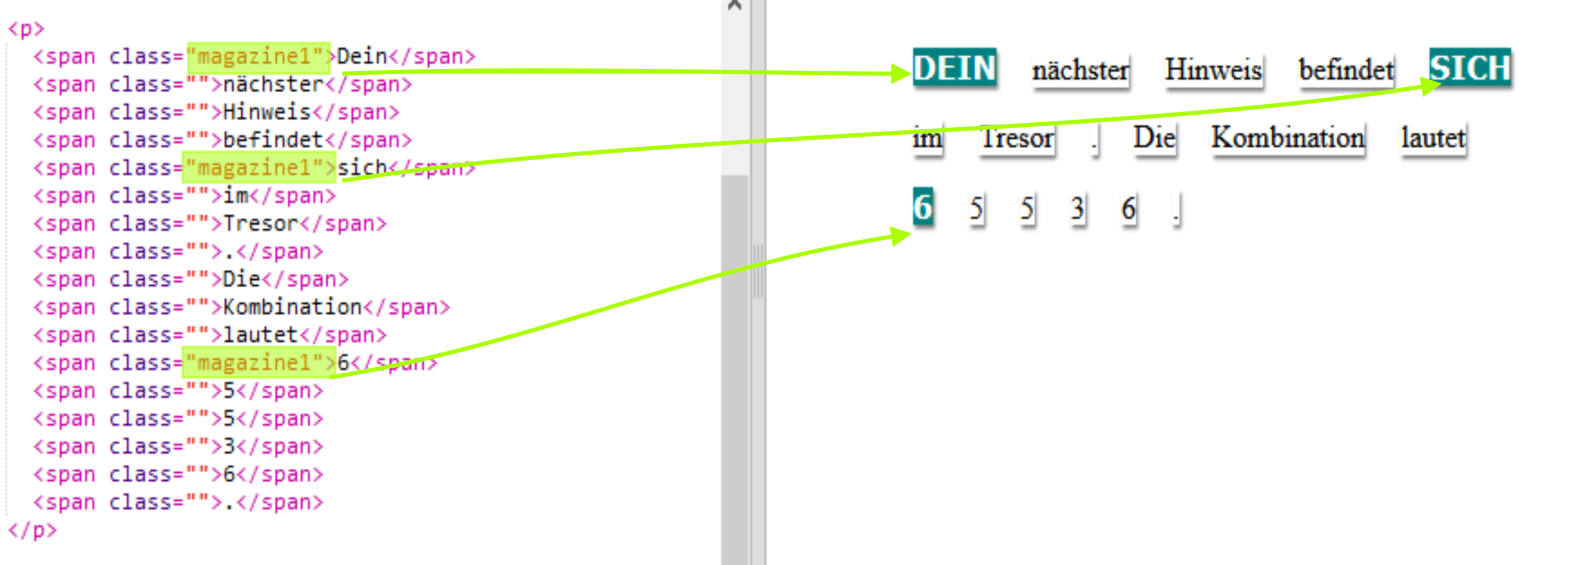 <p>
<span class="magazine1">Dein</span>
<span class="">nächster</span>
<span class="">Hinweis</span>
<span class="">befindet</span>
<span class="magazine1">sich</span>
<span class="">im</span>
<span class="">Tresor</span>
<span class="">.</span>
<span class="">Die</span>
<span class="">Kombination</span>
<span class="">lautet</span>
<span class="magazine1">6</span>
<span class="">5</span>
<span class="">5</span>
<span class="">3</span>
<span class="">6</span>
<span class="">.</span>
</p>
DEIN nächster Hinweis befindet SICH
im Tresor . Die Kombination lautet
6 5 5 3 6 .